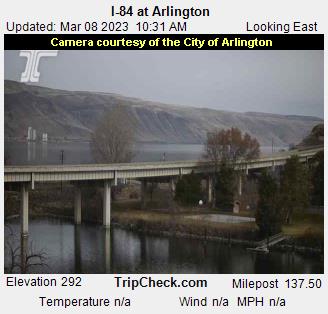 I-84 at Arlington
Updated: Mar 08 2023 10:31 AM Looking East
Camera courtesy of the City of Arlington
Elevation 292 TripCheck.com Milepost 137.50
Temperature n/a Wind n/a MPH n/a